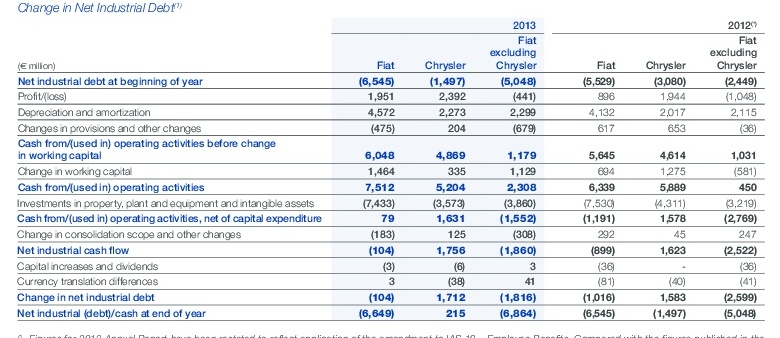 Change in Net Industrial Debt(1)
2013 2012(*)
Fiat Fiat
excluding excluding
(€ million) Fiat Chrysler Chrysler Fiat Chrysler Chrysler
Net industrial debt at beginning of year (6,545) (1,497) (5,048) (5,529) (3,080) (2,449)
Profit/(loss) 1,951 2,392 (441) 896 1,944 (1,048)
Depreciation and amortization 4,572 2,273 2,299 4,132 2,017 2,115
Changes in provisions and other changes (475) 204 (679) 617 653 (36)
Cash from/(used in) operating activities before change
in working capital 6,048 4,869 1,179 5,645 4,614 1,031
Change in working capital 1,464 335 1,129 694 1,275 (581)
Cash from/(used in) operating activities 7,512 5,204 2,308 6,339 5,889 450
Investments in property, plant and equipment and intangible assets (7,433) (3,573) (3,860) (7,530) (4,311) (3,219)
Cash from/(used in) operating activities, net of capital expenditure 79 1,631 (1,552) (1,191) 1,578 (2,769)
Change in consolidation scope and other changes (183) 125 (308) 292 45 247
Net industrial cash flow (104) 1,756 (1,860) (899) 1,623 (2,522)
Capital increases and dividends (3) (6) 3 (36) - (36)
Currency translation differences 3 (38) 41 (81) (40) (41)
Change in net industrial debt (104) 1,712 (1,816) (1,016) 1,583 (2,599)
Net industrial (debt)/cash at end of year (6,649) 215 (6,864) (6,545) (1,497) (5,048)